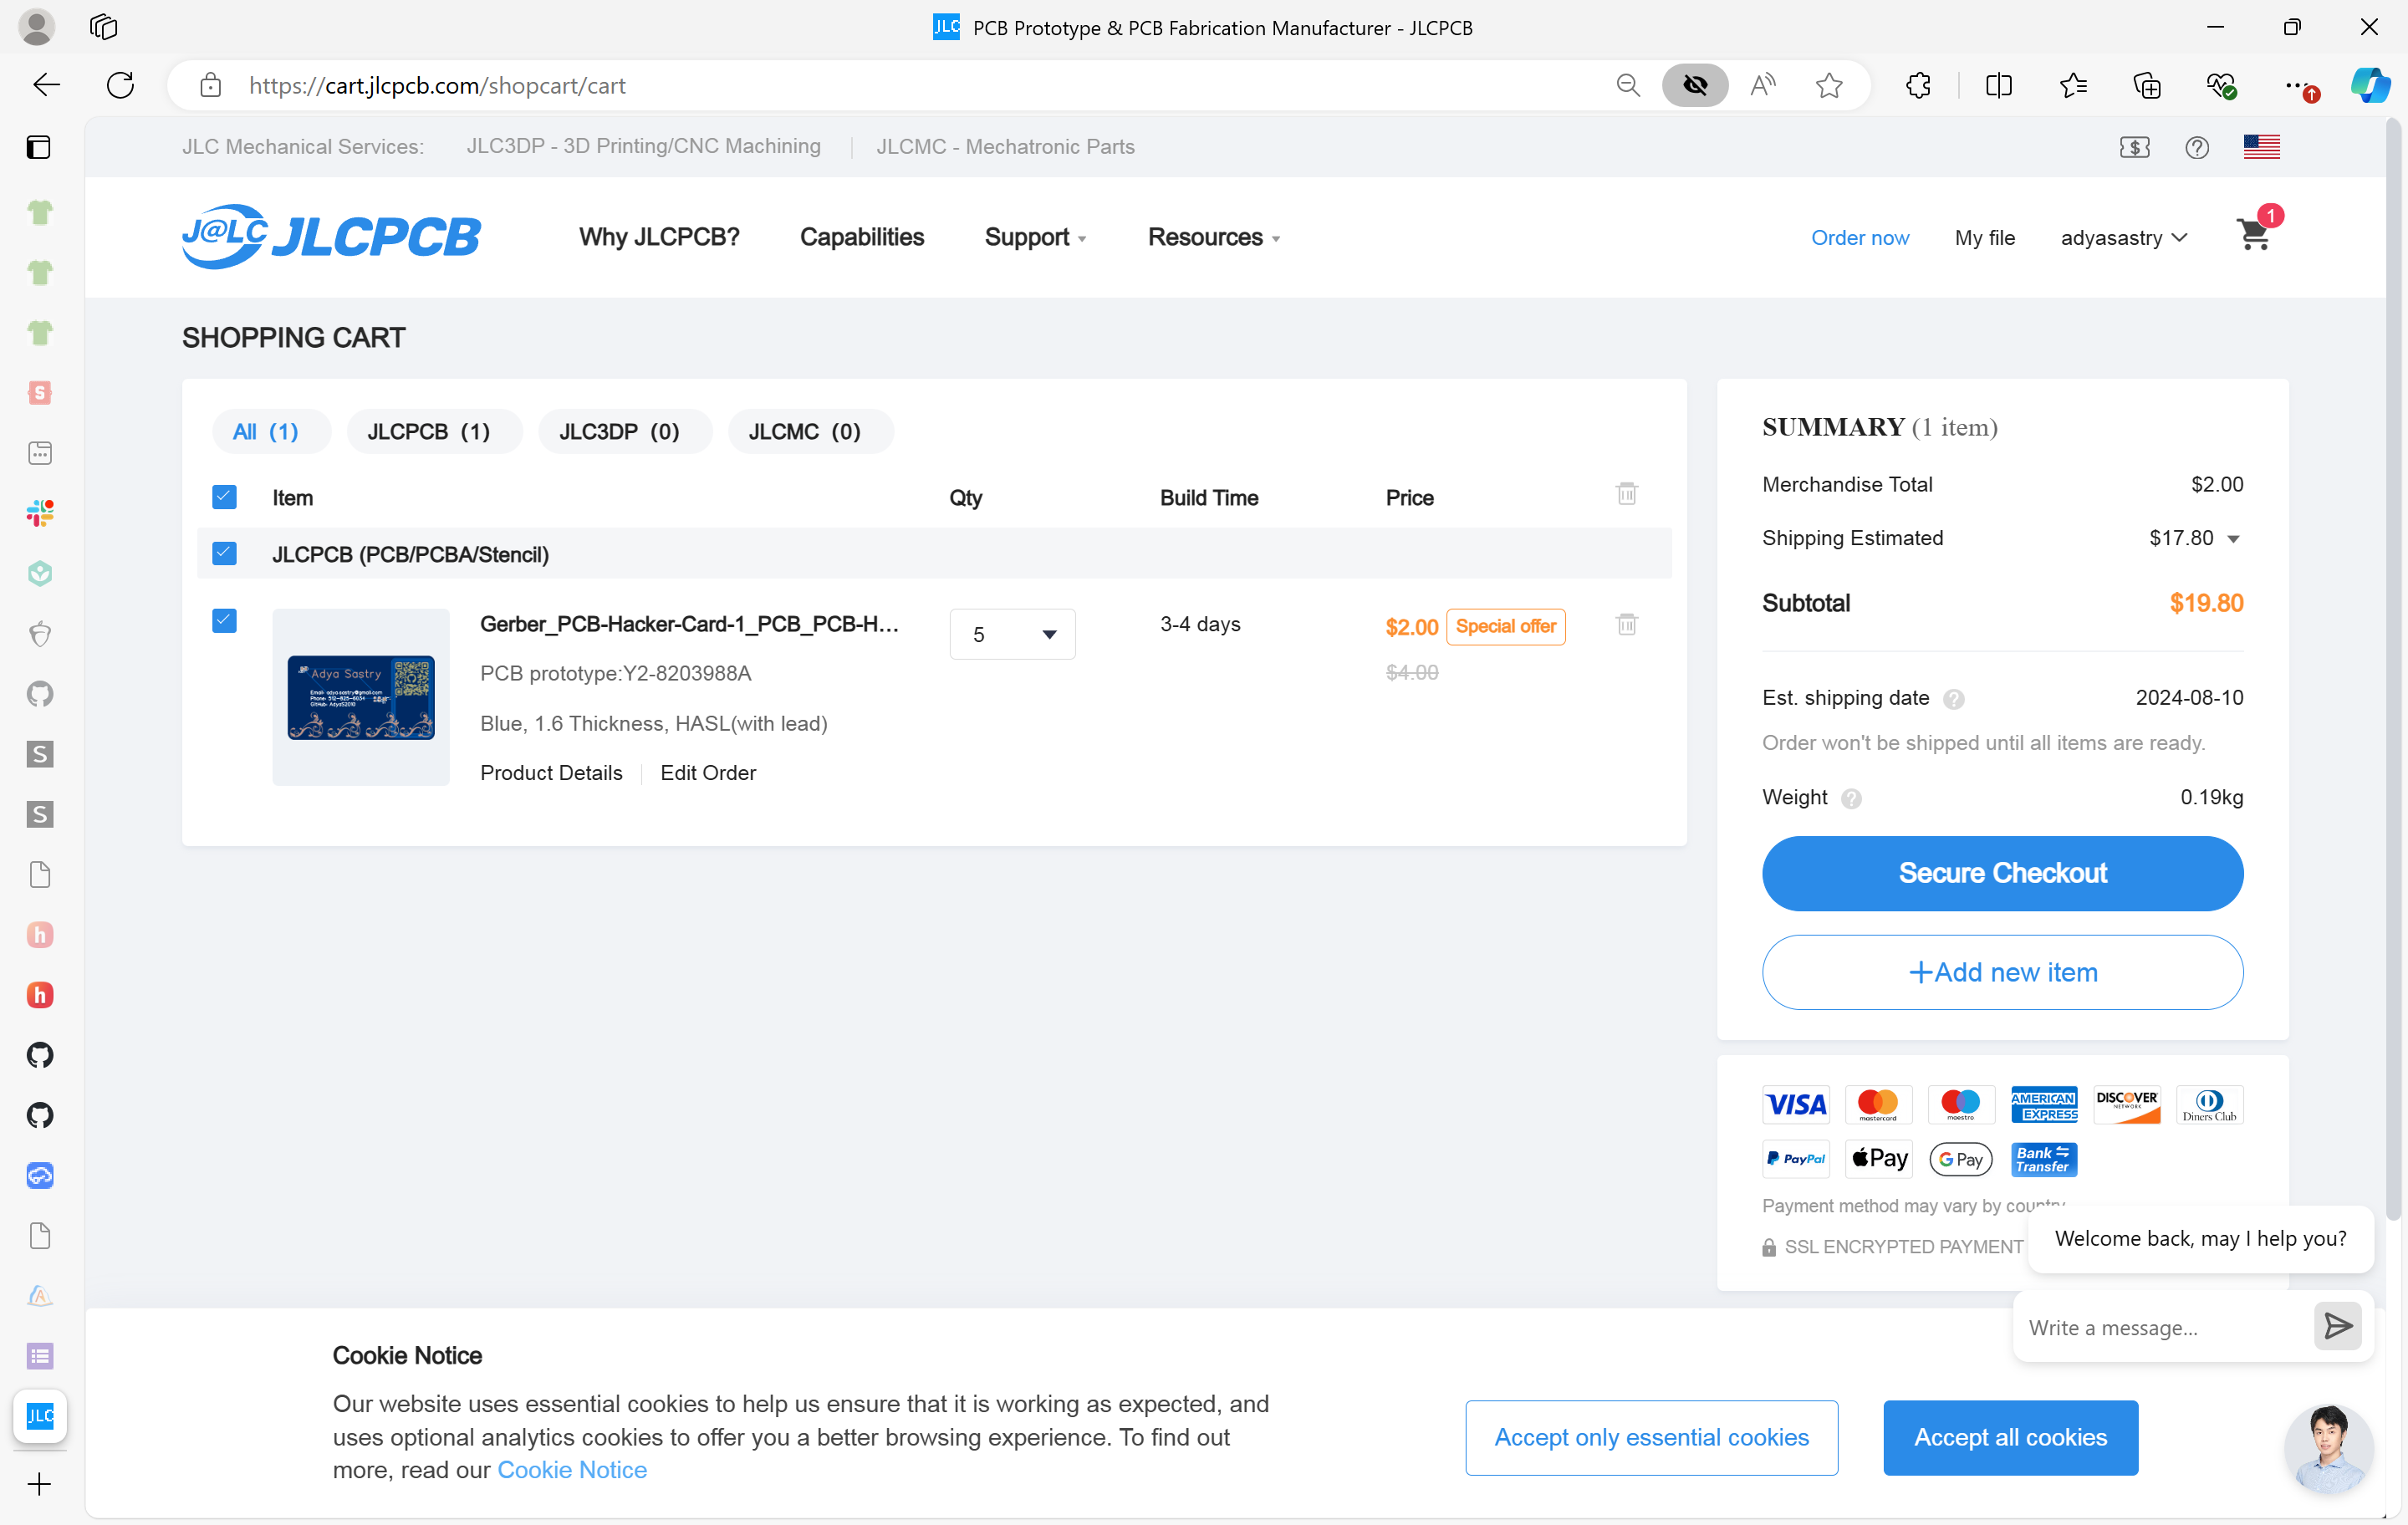 PCB Prototype & PCB Fabrication Manufacturer - JLCPCB
https://cart.jlcpcb.com/shopcart/cart
JLC Mechanical Services: JLC3DP - 3D Printing/CNC Machining JLCMC - Mechatronic Parts
J@LC JLCPCB Why JLCPCB? Capabilities Support Resources Order now My file adyasastry 1
SHOPPING CART
All (1) JLCPCB (1) JLC3DP (0) JLCMC (0)
Item Qty Build Time Price
JLCPCB (PCB/PCBA/Stencil)
Gerber_PCB-Hacker-Card-1_PCB_PCB-H... 5 3-4 days $2.00 Special offer
$4.00
PCB prototype:Y2-8203988A
Blue, 1.6 Thickness, HASL(with lead)
Product Details Edit Order
Adya Sastry
SUMMARY (1 item)
Merchandise Total $2.00
Shipping Estimated $17.80
Subtotal $19.80
Est. shipping date ? 2024-08-10
Order won't be shipped until all items are ready.
Weight ? 0.19kg
Secure Checkout
+Add new item
VISA mastercard maestro AMERICAN EXPRESS DISCOVER NETWORK Diners Club
PayPal Pay G Pay Bank Transfer
Payment method may vary by country
SSL ENCRYPTED PAYMENT
Welcome back, may I help you?
Write a message...
Cookie Notice
Our website uses essential cookies to help us ensure that it is working as expected, and
uses optional analytics cookies to offer you a better browsing experience. To find out
more, read our Cookie Notice
Accept only essential cookies Accept all cookies